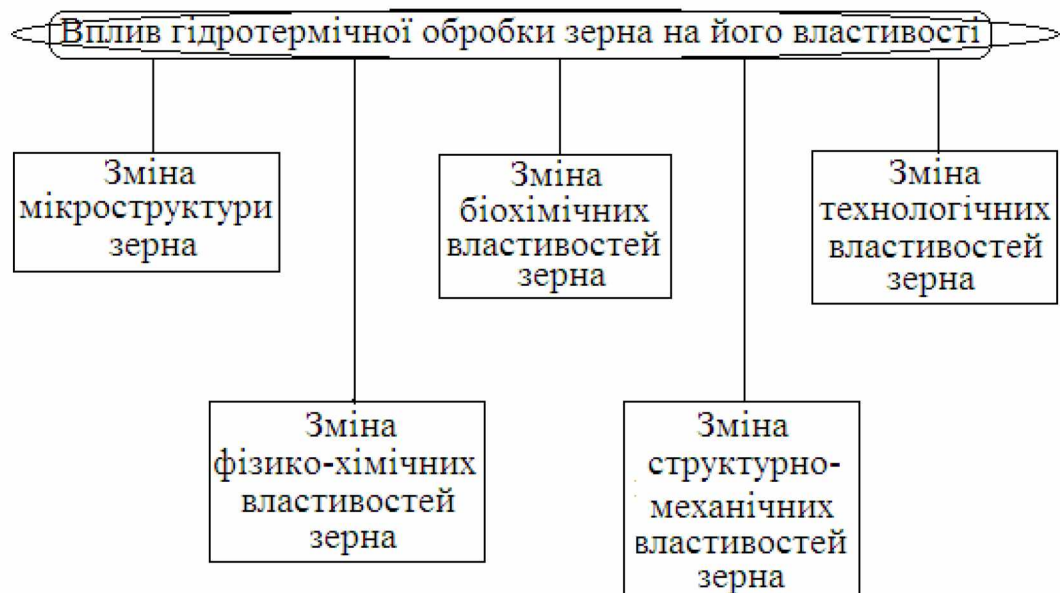 Вплив гідротермічної обробки зерна на його властивості
Зміна
мікроструктури
зерна
Зміна
біохімічних
властивостей
зерна
Зміна
технологічних
властивостей
зерна
Зміна
фізико-хімічних
властивостей
зерна
Зміна
структурно-
механічних
властивостей
зерна